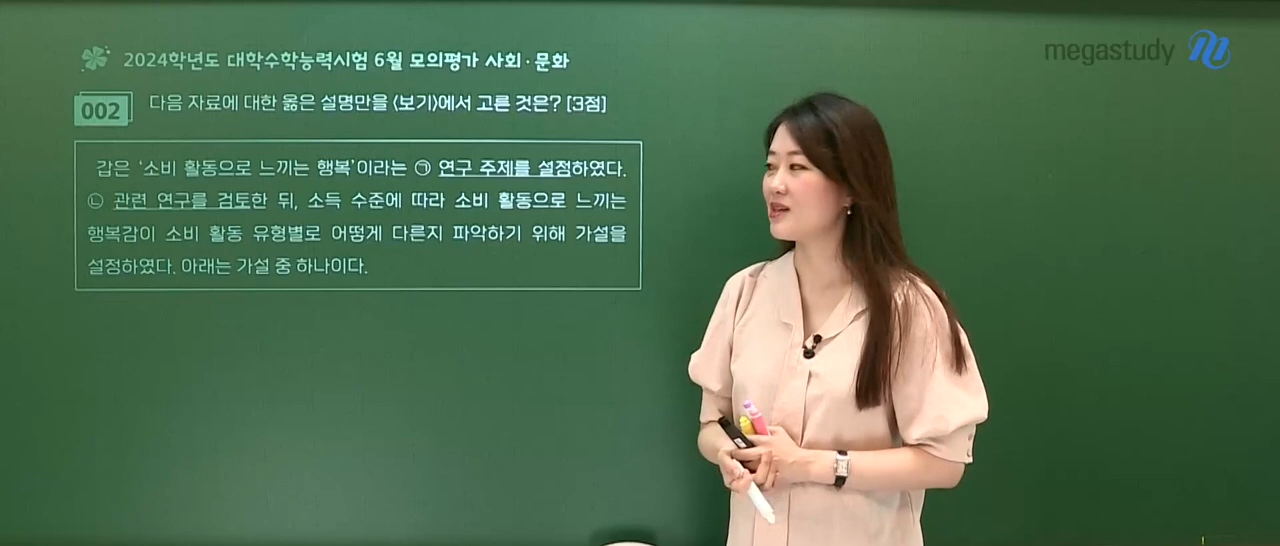 megastudy
2024학년도 대학수학능력시험 6월 모의평가 사회·문화
002 다음 자료에 대한 옳은 설명만을 <보기>에서 고른 것은? [3점]
갑은 '소비 활동으로 느끼는 행복'이라는 ㉠ 연구 주제를 설정하였다.
㉡ 관련 연구를 검토한 뒤, 소득 수준에 따라 소비 활동으로 느끼는
행복감이 소비 활동 유형별로 어떻게 다른지 파악하기 위해 가설을
설정하였다. 아래는 가설 중 하나이다.